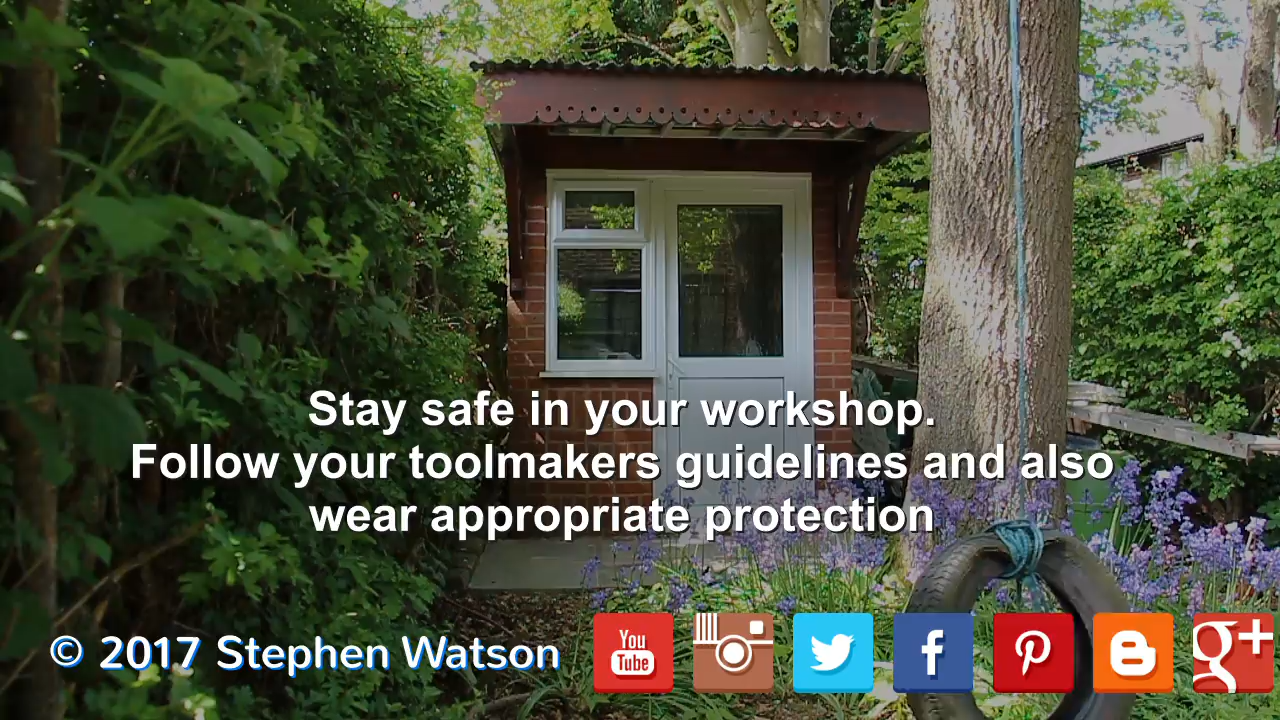 Stay safe in your workshop.
Follow your toolmakers guidelines and also
wear appropriate protection
© 2017 Stephen Watson
You
Tube
g+